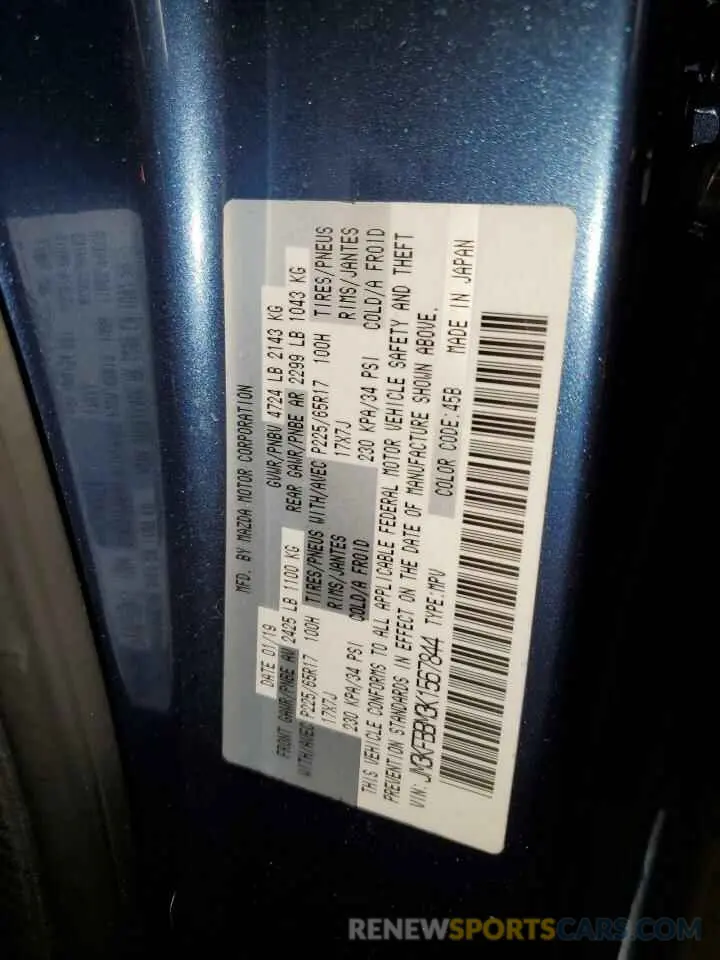 MFD. BY MAZDA MOTOR CORPORATION
DATE 01/19 GVWR/PNBV 4724 LB 2143 KG
FRONT GAWR/PNBE AV 2425 LB 1100 KG REAR GAWR/PNBE AR 2299 LB 1043 KG
WITH/AVEC P225/65R17 100H TIRES/PNEUS WITH/AVEC P225/65R17 100H TIRES/PNEUS
17X7J RIMS/JANTES 17X7J RIMS/JANTES
230 KPA/34 PSI COLD/A FROID 230 KPA/34 PSI COLD/A FROID
THIS VEHICLE CONFORMS TO ALL APPLICABLE FEDERAL MOTOR VEHICLE SAFETY AND THEFT
PREVENTION STANDARDS IN EFFECT ON THE DATE OF MANUFACTURE SHOWN ABOVE.
VIN: JM3KFBBM3K1567844 TYPE:MPV COLOR CODE:45B MADE IN JAPAN
RENEWSPORTSCARS.COM